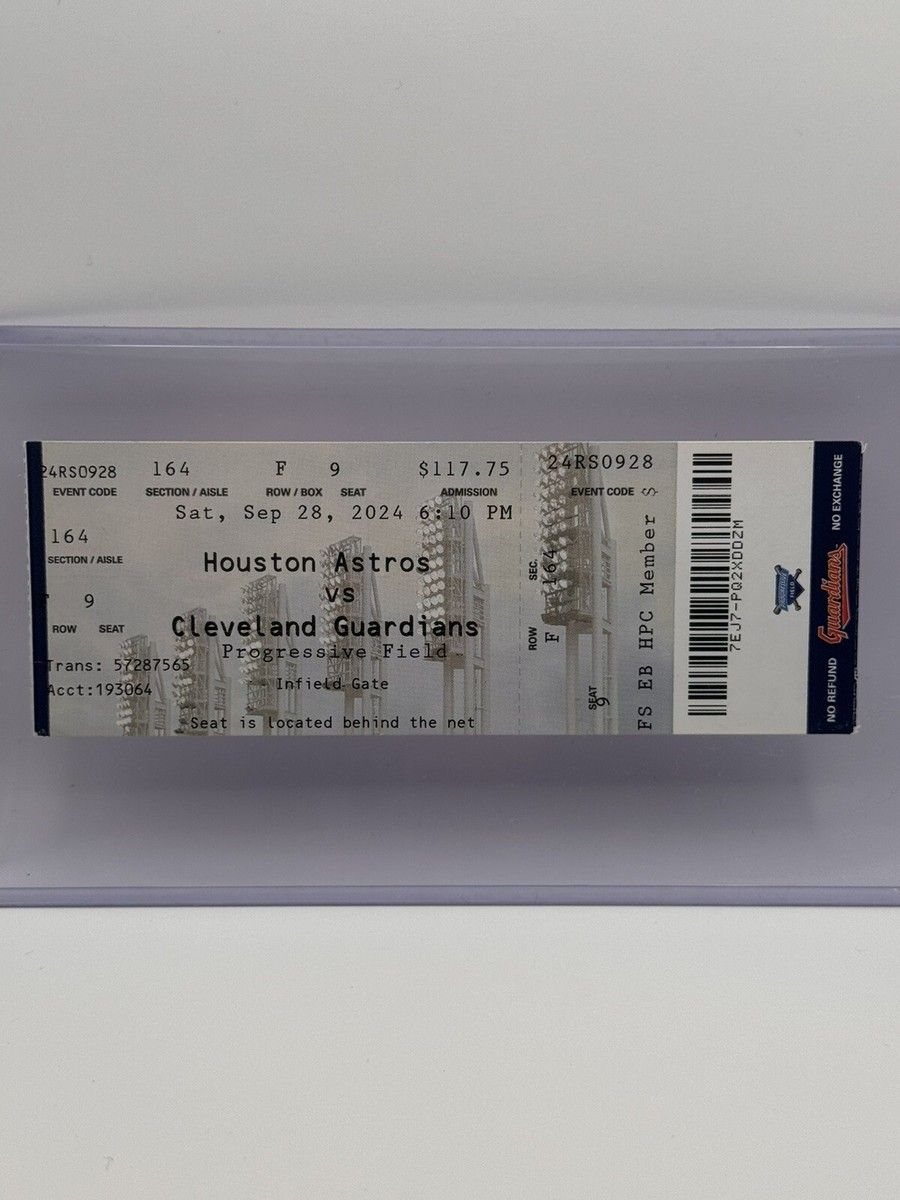 24RS0928 164 F 9 $117.75
EVENT CODE SECTION / AISLE ROW / BOX SEAT ADMISSION
Sat, Sep 28, 2024 6:10 PM
164
SECTION / AISLE
Houston Astros
vs
9
ROW SEAT
Cleveland Guardians
Progressive Field
Trans: 57287565
Infield Gate
Acct:193064
Seat is located behind the net
24RS0928
EVENT CODE
SEC. 164
ROW F
SEAT 9
FS EB HPC Member $
7EJ7-PQ2XDDZM
FIELD
NO REFUND Guardians NO EXCHANGE